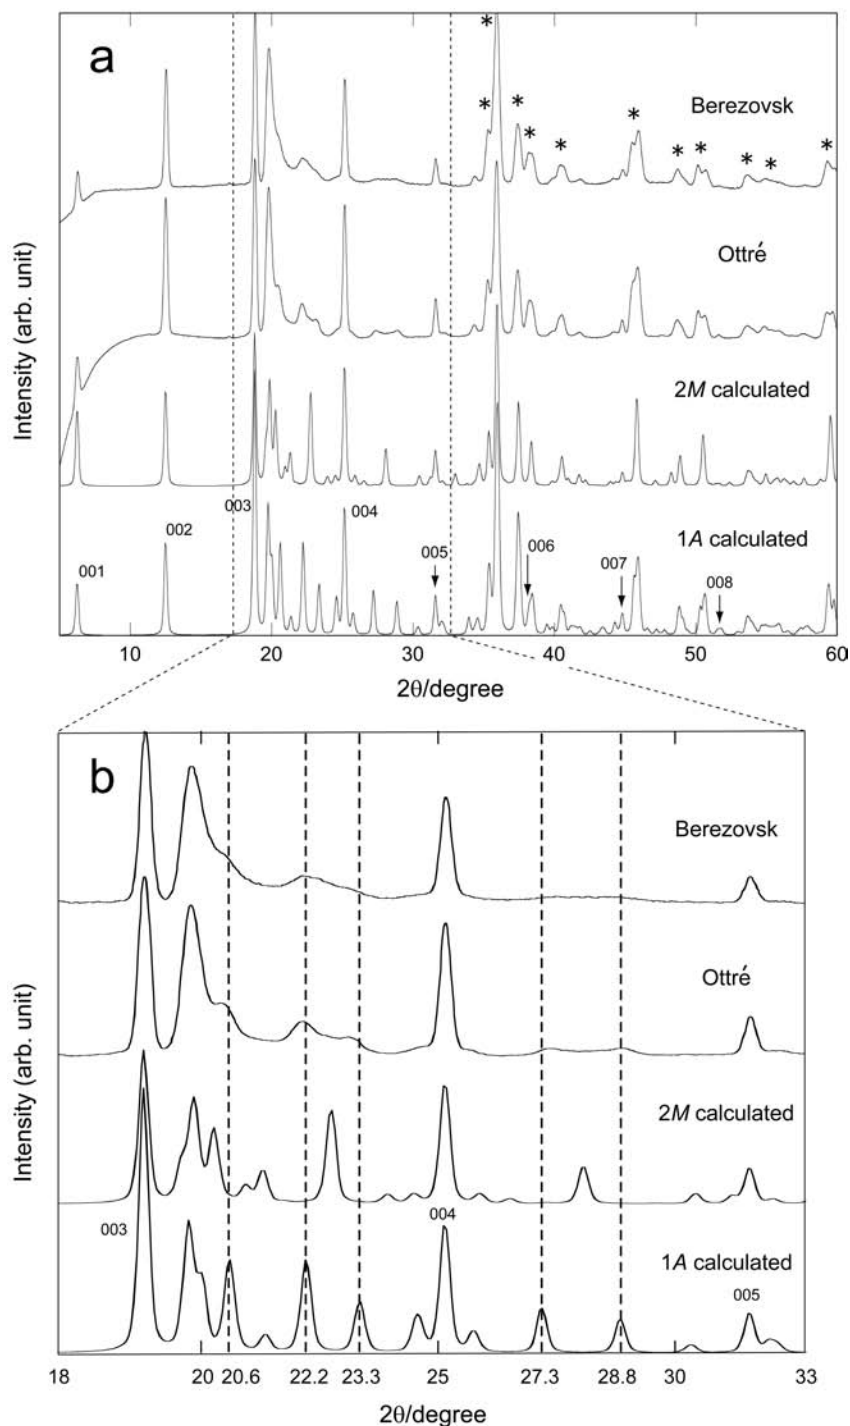 a
* * * * * * * * * * *
Berezovsk
Ottré
2M calculated
1A calculated
001
002
003
004
005
006
007
008
Intensity (arb. unit)
10 20 30 40 50 60
2θ/degree
b
Berezovsk
Ottré
2M calculated
1A calculated
003
004
005
Intensity (arb. unit)
18 20 20.6 22.2 23.3 25 27.3 28.8 30 33
2θ/degree